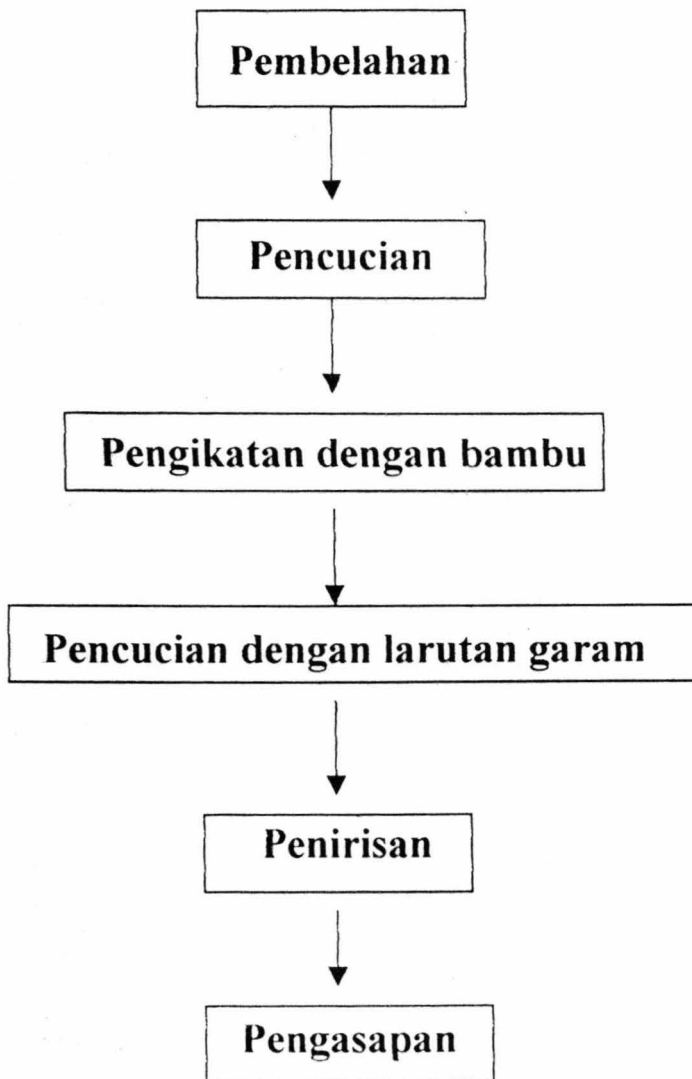 Pembelahan
Pencucian
Pengikatan dengan bambu
Pencucian dengan larutan garam
Penirisan
Pengasapan